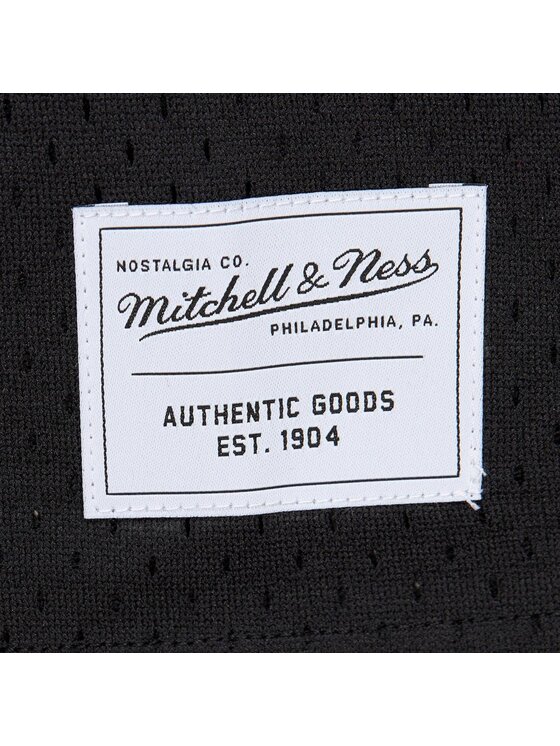 NOSTALGIA CO.
Mitchell & Ness
PHILADELPHIA, PA.
AUTHENTIC GOODS
EST. 1904